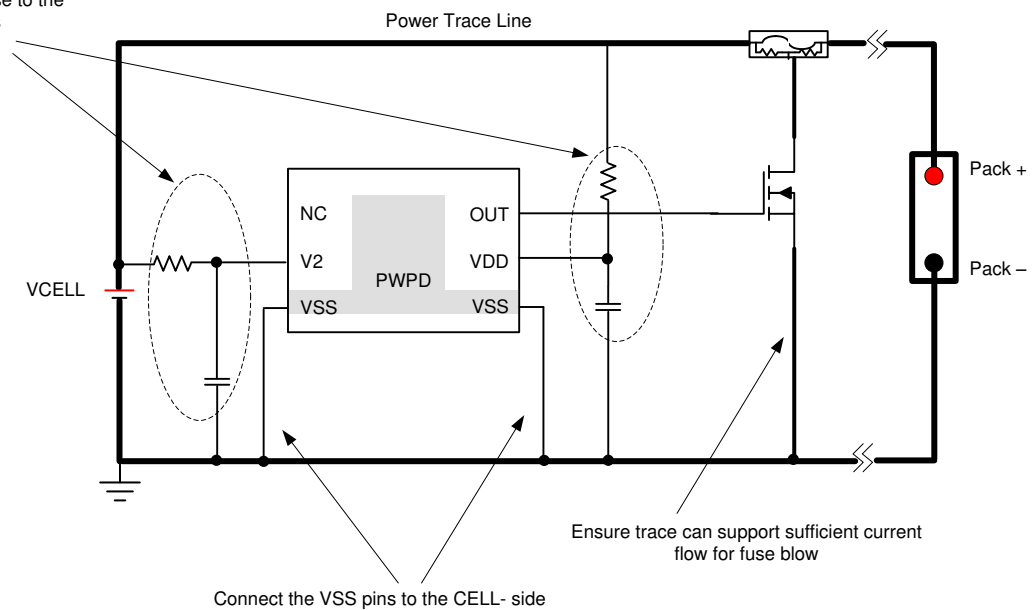 to the
Power Trace Line
Pack +
NC
OUT
V2
VDD
PWPD
VCELL
Pack –
VSS
VSS
Ensure trace can support sufficient current
flow for fuse blow
Connect the VSS pins to the CELL- side